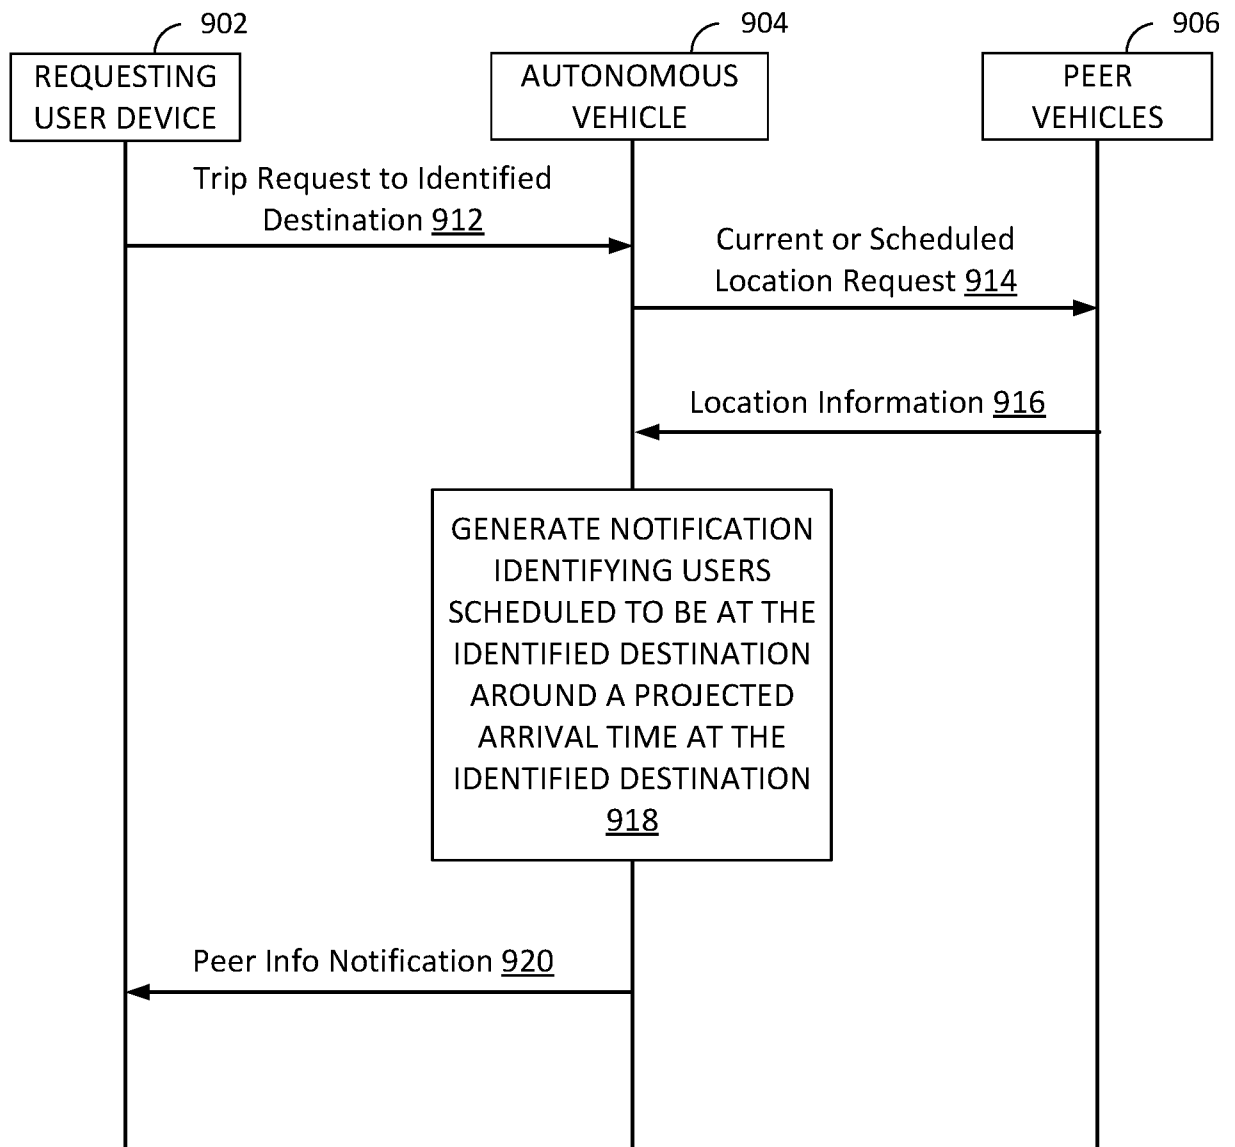 902
904
906
REQUESTING
USER DEVICE
AUTONOMOUS
VEHICLE
PEER
VEHICLES
Trip Request to Identified
Destination 912
Current or Scheduled
Location Request 914
Location Information 916
GENERATE NOTIFICATION
IDENTIFYING USERS
SCHEDULED TO BE AT THE
IDENTIFIED DESTINATION
AROUND A PROJECTED
ARRIVAL TIME AT THE
IDENTIFIED DESTINATION
918
Peer Info Notification 920